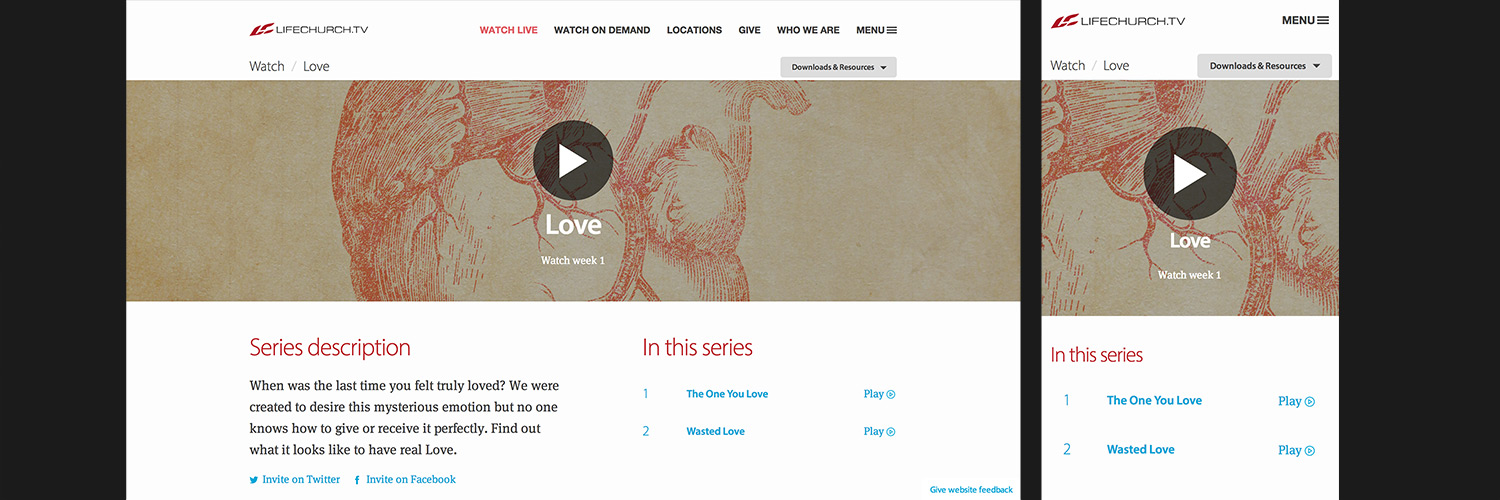 LIFECHURCH.TV
WATCH LIVE WATCH ON DEMAND LOCATIONS GIVE WHO WE ARE MENU
Watch / Love
Downloads & Resources
Love
Watch week 1
Series description
When was the last time you felt truly loved? We were
created to desire this mysterious emotion but no one
knows how to give or receive it perfectly. Find out
what it looks like to have real Love.
Invite on Twitter Invite on Facebook
In this series
1 The One You Love Play
2 Wasted Love Play
Give website feedback
LIFECHURCH.TV
MENU
Watch / Love
Downloads & Resources
Love
Watch week 1
In this series
1 The One You Love Play
2 Wasted Love Play